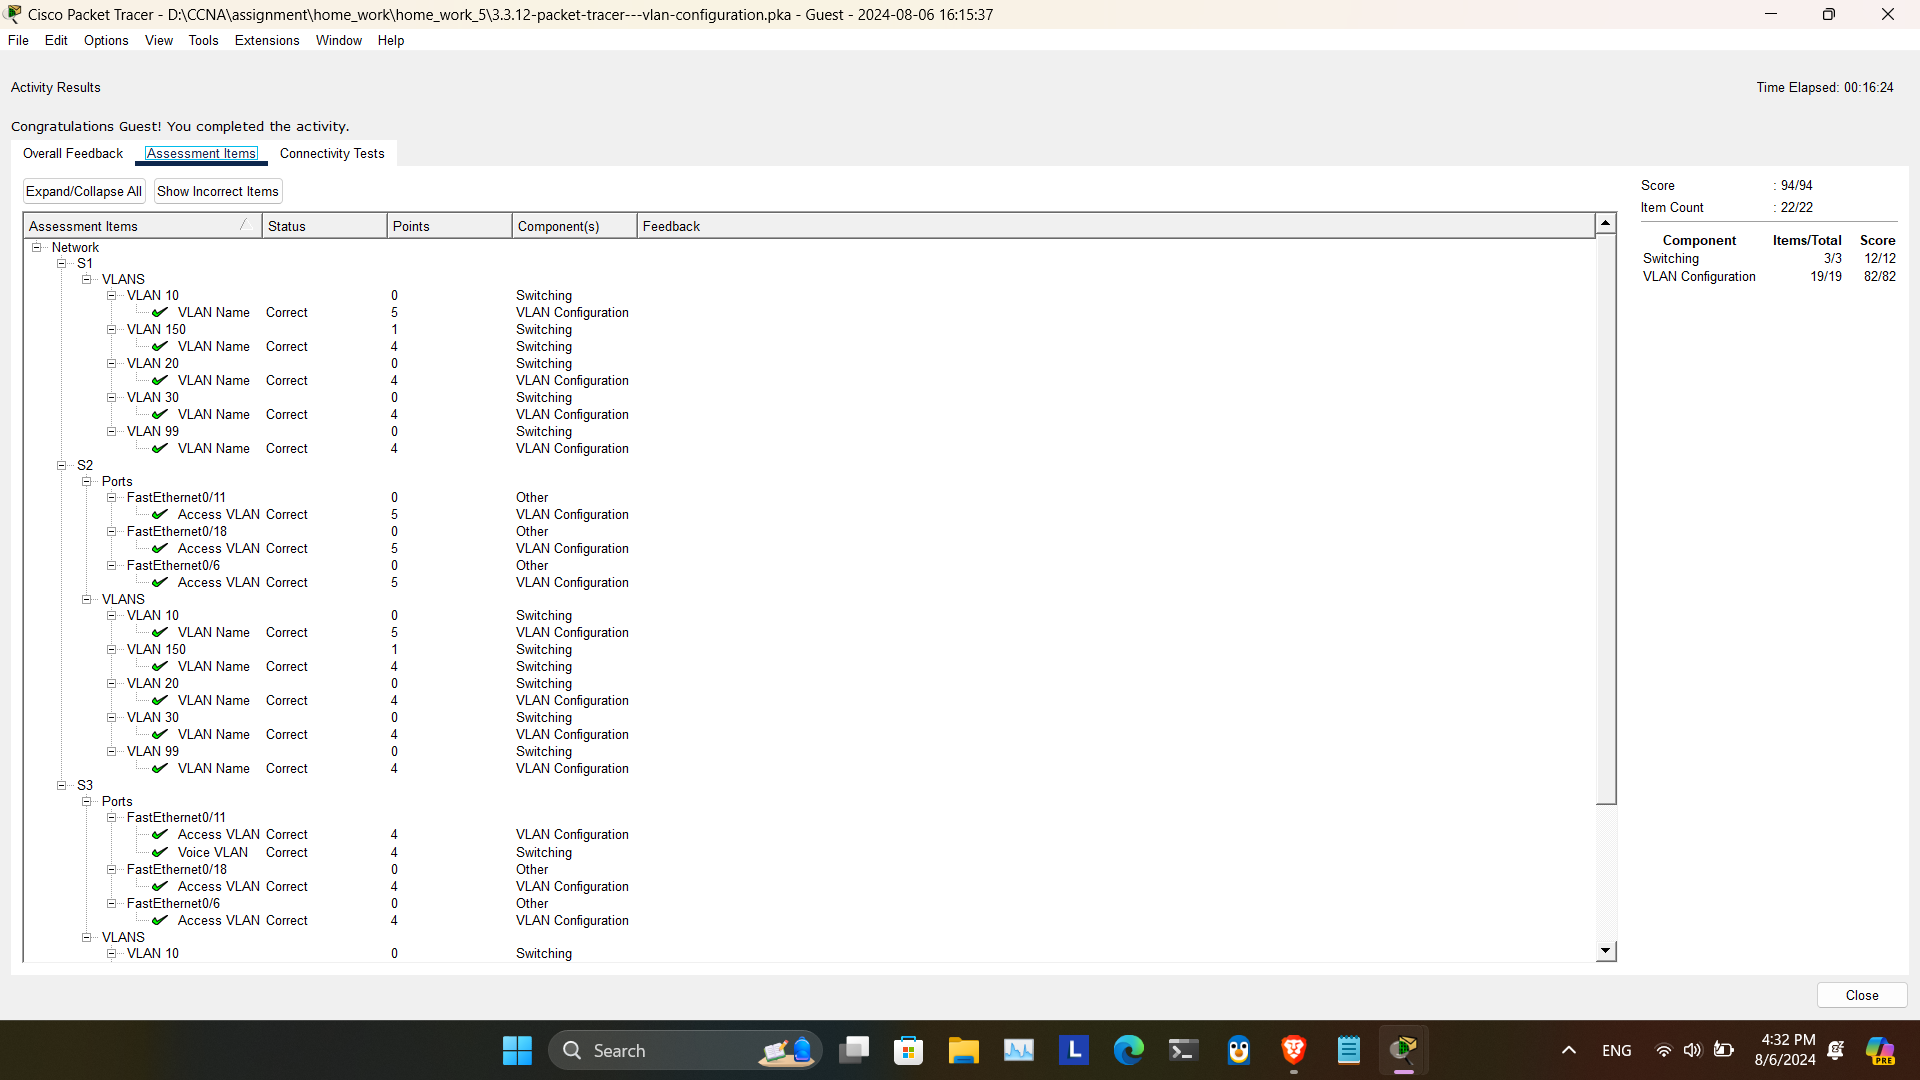 Cisco Packet Tracer - D:\CCNA\assignment\home_work\home_work_5\3.3.12-packet-tracer---vlan-configuration.pka - Guest - 2024-08-06 16:15:37
File Edit Options View Tools Extensions Window Help
Activity Results
Time Elapsed: 00:16:24
Congratulations Guest! You completed the activity.
Overall Feedback Assessment Items Connectivity Tests
Expand/Collapse All Show Incorrect Items
Assessment Items Status Points Component(s) Feedback
Network
S1
VLANS
VLAN 10 0 Switching
VLAN Name Correct 5 VLAN Configuration
VLAN 150 1 Switching
VLAN Name Correct 4 Switching
VLAN 20 0 Switching
VLAN Name Correct 4 VLAN Configuration
VLAN 30 0 Switching
VLAN Name Correct 4 VLAN Configuration
VLAN 99 0 Switching
VLAN Name Correct 4 VLAN Configuration
S2
Ports
FastEthernet0/11 0 Other
Access VLAN Correct 5 VLAN Configuration
FastEthernet0/18 0 Other
Access VLAN Correct 5 VLAN Configuration
FastEthernet0/6 0 Other
Access VLAN Correct 5 VLAN Configuration
VLANS
VLAN 10 0 Switching
VLAN Name Correct 5 VLAN Configuration
VLAN 150 1 Switching
VLAN Name Correct 4 Switching
VLAN 20 0 Switching
VLAN Name Correct 4 VLAN Configuration
VLAN 30 0 Switching
VLAN Name Correct 4 VLAN Configuration
VLAN 99 0 Switching
VLAN Name Correct 4 VLAN Configuration
S3
Ports
FastEthernet0/11
Access VLAN Correct 4 VLAN Configuration
Voice VLAN Correct 4 Switching
FastEthernet0/18 0 Other
Access VLAN Correct 4 VLAN Configuration
FastEthernet0/6 0 Other
Access VLAN Correct 4 VLAN Configuration
VLANS
VLAN 10 0 Switching
Score : 94/94
Item Count : 22/22
Component Items/Total Score
Switching 3/3 12/12
VLAN Configuration 19/19 82/82
Close
Search
L
ENG
4:32 PM
8/6/2024
PRE